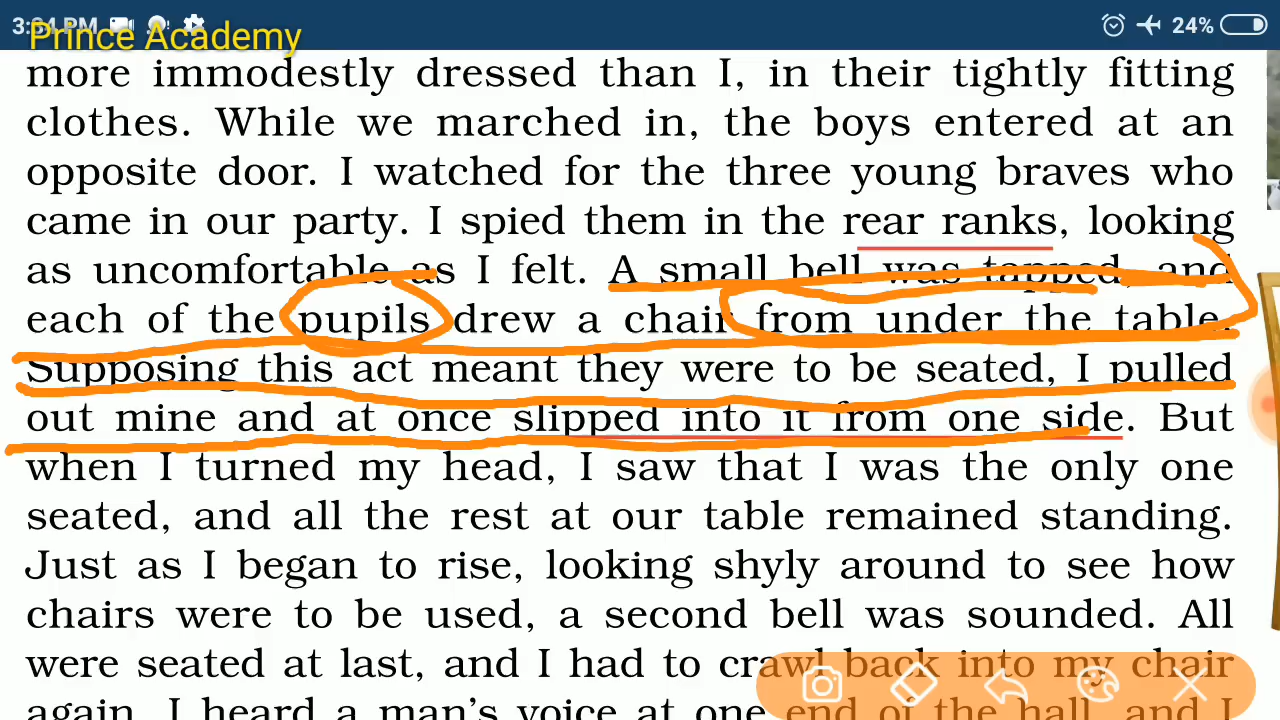 3:34 PM
Prince Academy
24%
more immodestly dressed than I, in their tightly fitting
clothes. While we marched in, the boys entered at an
opposite door. I watched for the three young braves who
came in our party. I spied them in the rear ranks, looking
as uncomfortable as I felt. A small bell was tapped, and
each of the pupils drew a chair from under the table.
Supposing this act meant they were to be seated, I pulled
out mine and at once slipped into it from one side. But
when I turned my head, I saw that I was the only one
seated, and all the rest at our table remained standing.
Just as I began to rise, looking shyly around to see how
chairs were to be used, a second bell was sounded. All
were seated at last, and I had to crawl back into my chair
again. I heard a man's voice at one end of the hall, and I